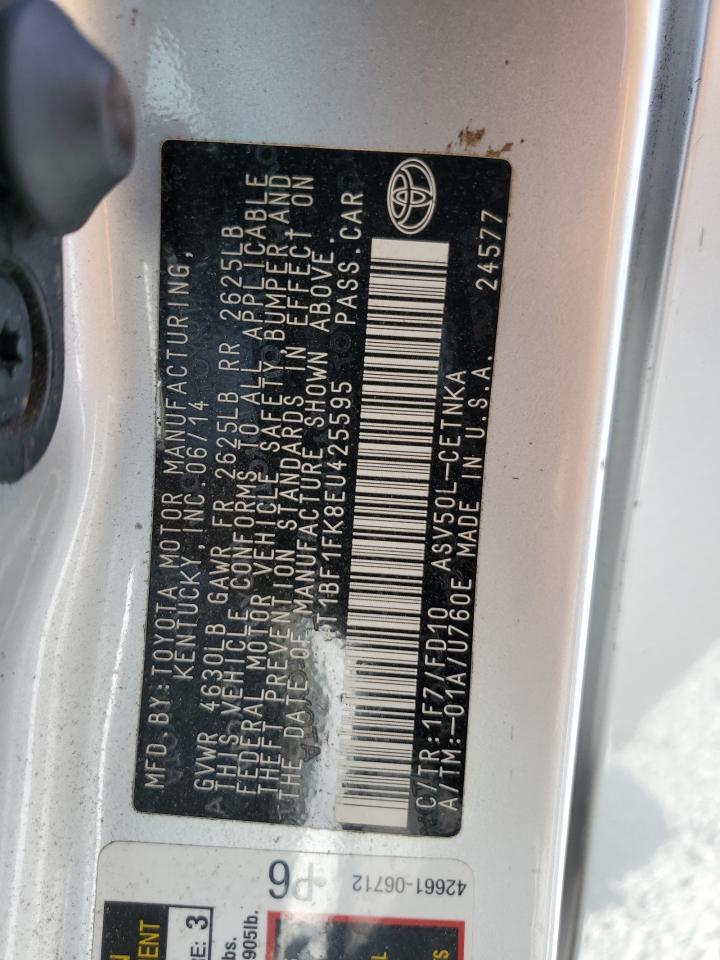 MFD.BY:TOYOTA MOTOR MANUFACTURING,
KENTUCKY, INC.06/14
GVWR 4630LB GAWR FR 2625LB RR 2625LB
THIS VEHICLE CONFORMS TO ALL APPLICABLE
FEDERAL MOTOR VEHICLE SAFETY, BUMPER, AND
THEFT PREVENTION STANDARDS IN EFFECT ON
THE DATE OF MANUFACTURE SHOWN ABOVE.
4T1BF1FK8EU425595 PASS.CAR
C/TR:1F7/FD10 ASV50L-CETNKA
A/TM:-01A/U760E MADE IN U.S.A. 24577
42661-06712
P6
3
905lb.